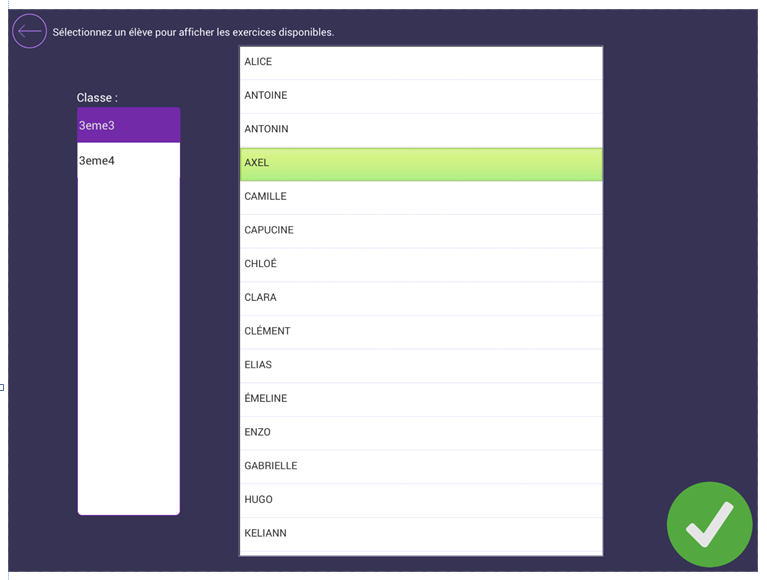 Sélectionnez un élève pour afficher les exercices disponibles.
Classe :
3eme3
3eme4
ALICE
ANTOINE
ANTONIN
AXEL
CAMILLE
CAPUCINE
CHLOÉ
CLARA
CLÉMENT
ELIAS
ÉMELINE
ENZO
GABRIELLE
HUGO
KELIANN